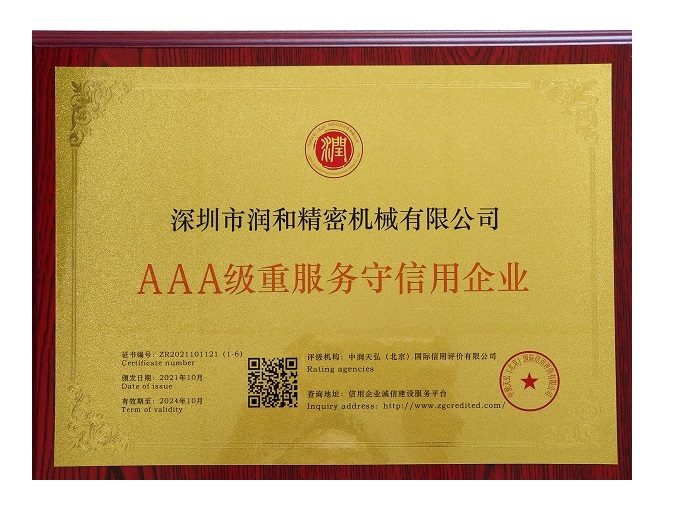 潤
深圳市润和精密机械有限公司
AAA级重服务守信用企业
证书编号：ZR2021101121（1-6）
Certificate number
颁发日期：2021年10月
Date of issue
有效期至：2024年10月
Term of validity
评级机构：中润天弘（北京）国际信用评价有限公司
Rating agencies
查询地址：信用企业诚信建设服务平台
Inquiry address: http://www.zgcredited.com/